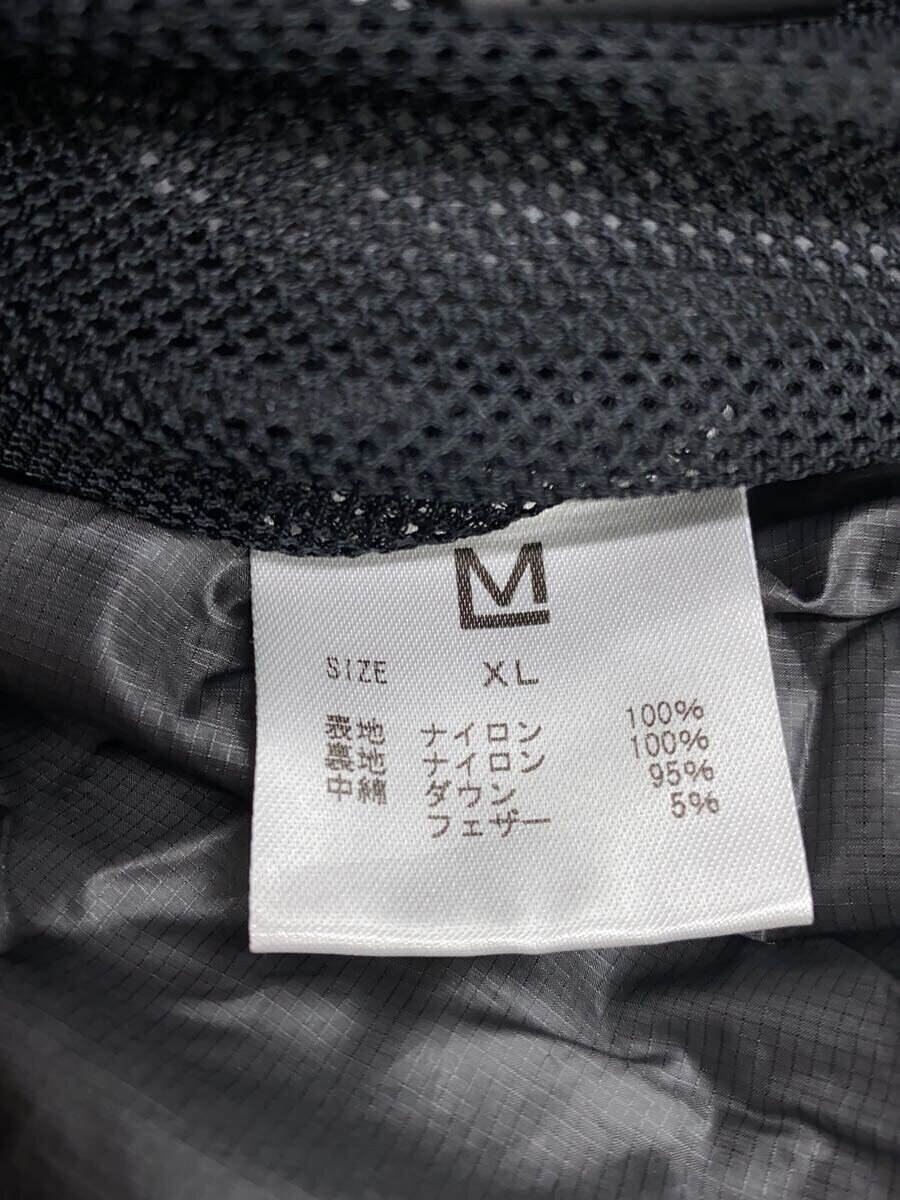 M
SIZE XL
表地 ナイロン 100%
裏地 ナイロン 100%
中綿 ダウン 95%
フェザー 5%